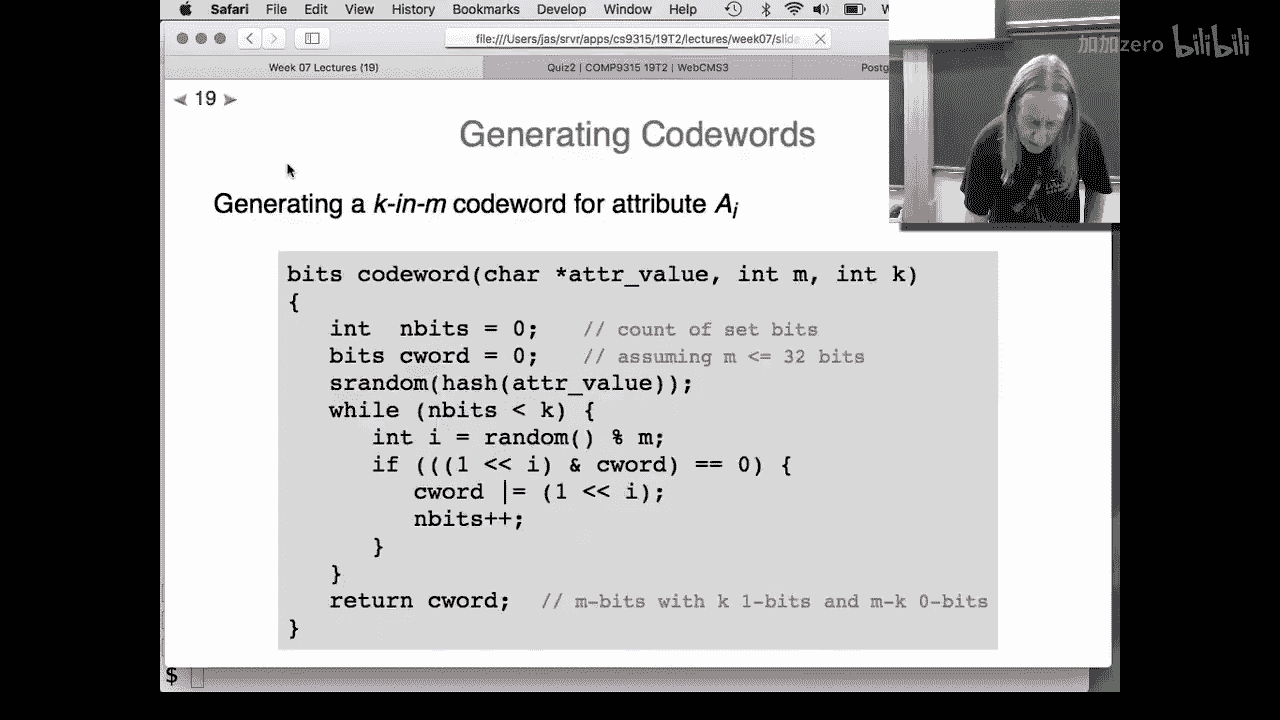 Safari File Edit View History Bookmarks Develop Window Help
加加zero bilibili
file:///Users/jas/srvr/apps/cs9315/19T2/lectures/week07/slide
Week 07 Lectures (19) Quiz2 | COMP9315 19T2 | WebCMS3 Postg
19
Generating Codewords
Generating a k-in-m codeword for attribute Ai
bits codeword(char *attr_value, int m, int k)
{
int nbits = 0; // count of set bits
bits cword = 0; // assuming m <= 32 bits
srandom(hash(attr_value));
while (nbits < k) {
int i = random() % m;
if (((1 << i) & cword) == 0) {
cword |= (1 << i);
nbits++;
}
}
return cword; // m-bits with k 1-bits and m-k 0-bits
}
$